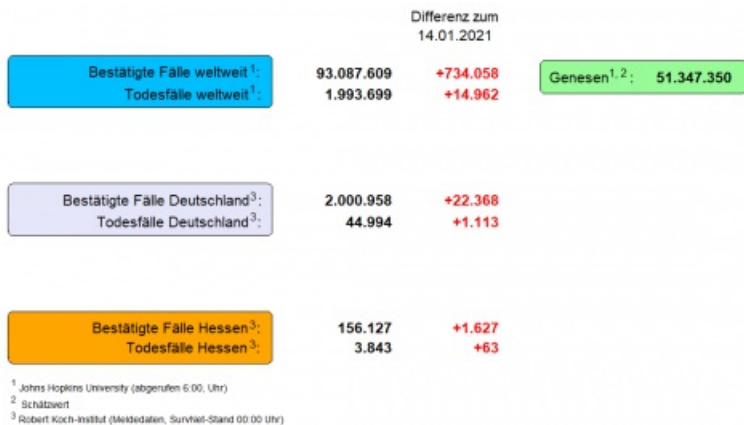 Differenz zum
14.01.2021
Bestätigte Fälle weltweit1: 93.087.609 +734.058 Genesen1, 2: 51.347.350
Todesfälle weltweit1: 1.993.699 +14.962
Bestätigte Fälle Deutschland3: 2.000.958 +22.368
Todesfälle Deutschland3: 44.994 +1.113
Bestätigte Fälle Hessen3: 156.127 +1.627
Todesfälle Hessen3: 3.843 +63
1 Johns Hopkins University (abgerufen 6:00, Uhr)
2 Schätzwert
3 Robert Koch-Institut (Meldedaten, SurvNet-Stand 00:00 Uhr)